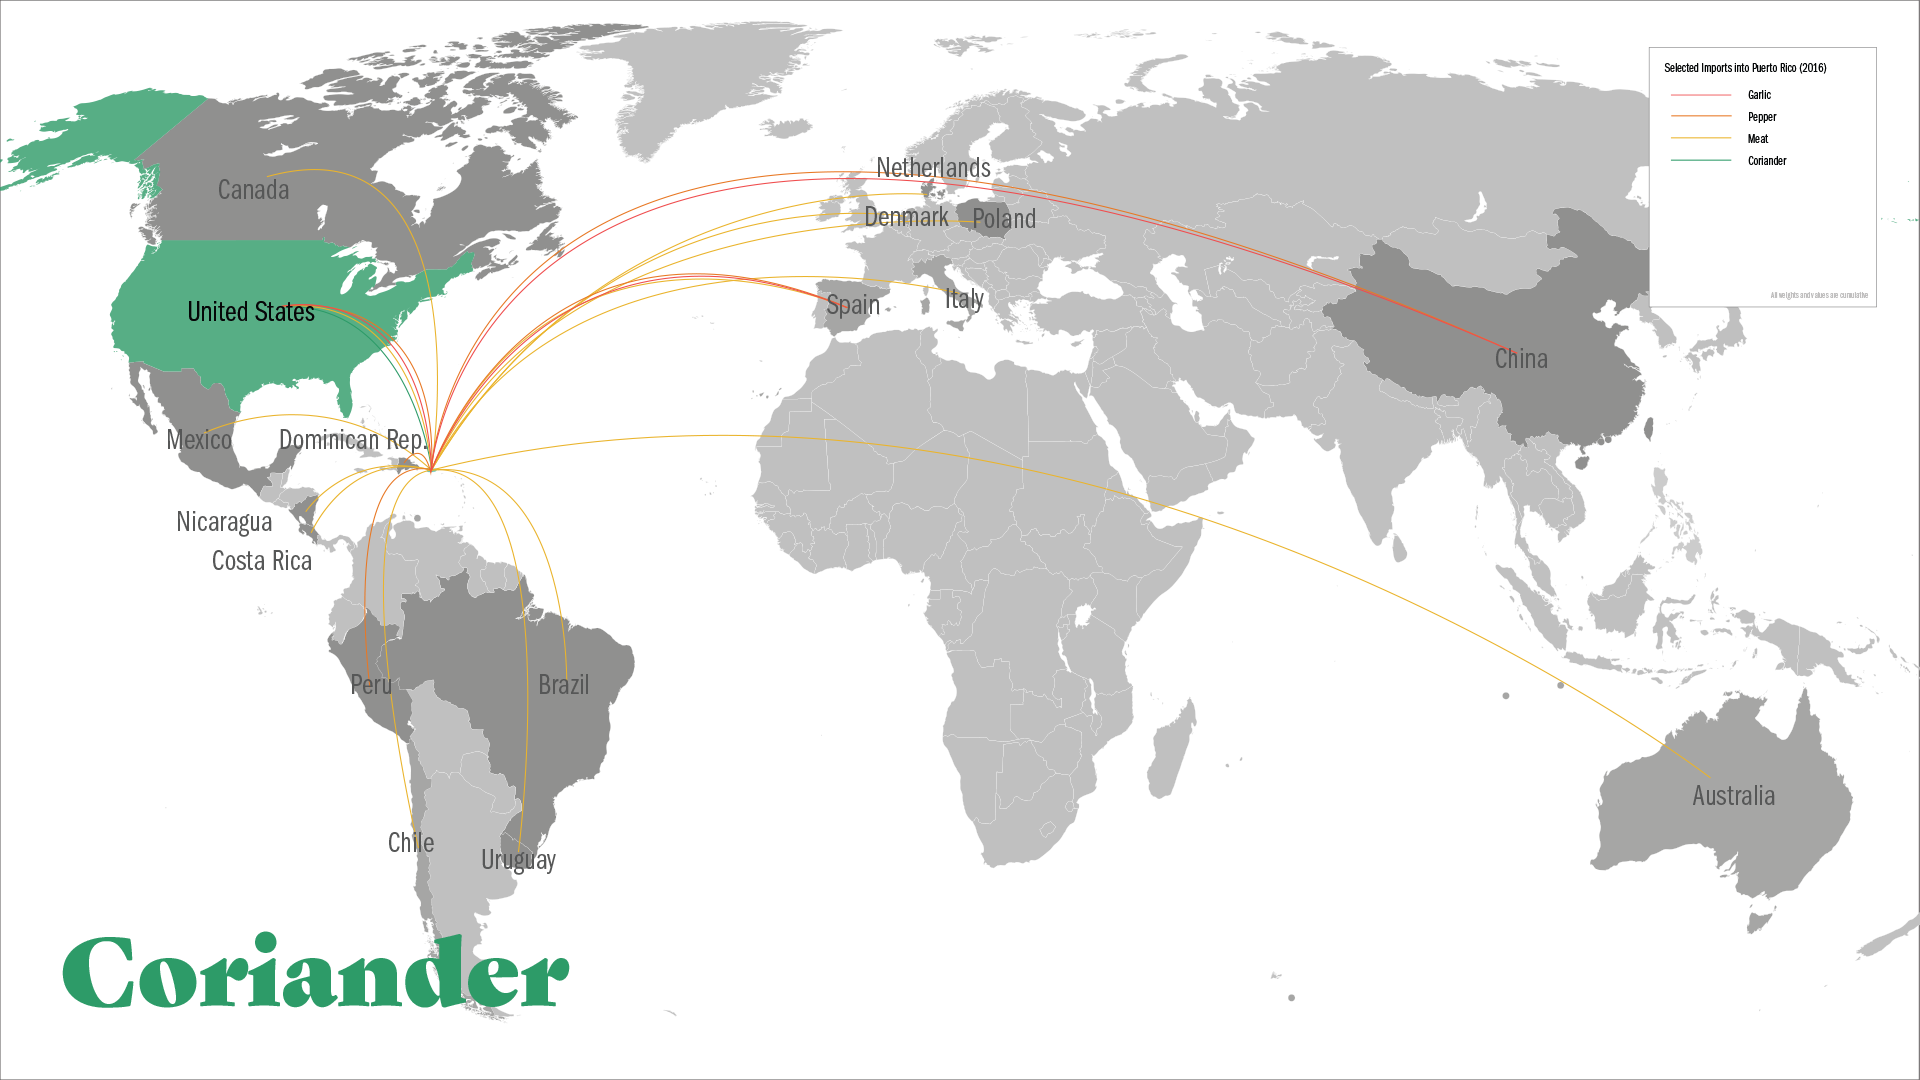 Selected Imports into Puerto Rico (2016)
Garlic
Pepper
Meat
Coriander
All weights and values are cumulative
Netherlands
Canada
Denmark
Poland
United States
Spain
Italy
China
Mexico
Dominican Rep.
Nicaragua
Costa Rica
Peru
Brazil
Australia
Chile
Uruguay
Coriander